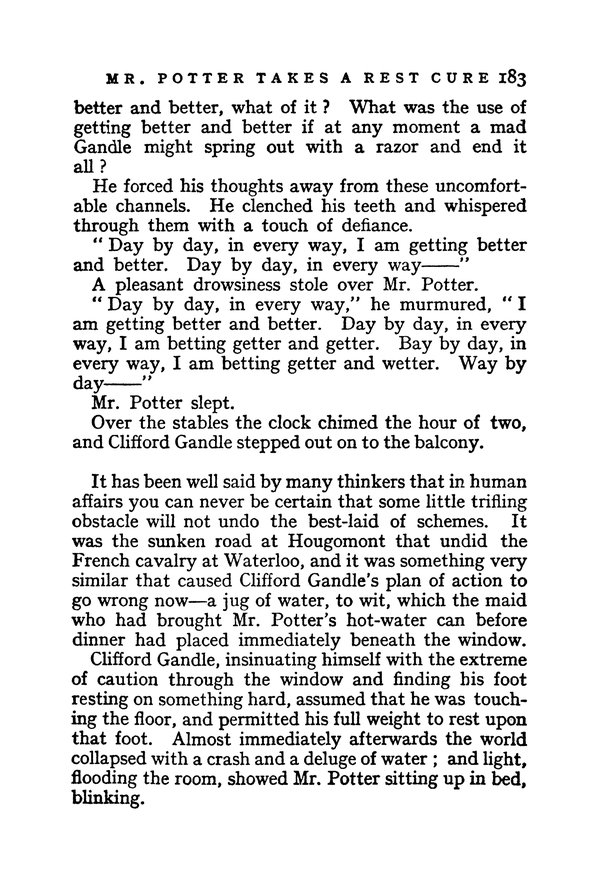 MR. POTTER TAKES A REST CURE 183
better and better, what of it ? What was the use of
getting better and better if at any moment a mad
Gandle might spring out with a razor and end it
all ?
He forced his thoughts away from these uncomfort-
able channels. He clenched his teeth and whispered
through them with a touch of defiance.
" Day by day, in every way, I am getting better
and better. Day by day, in every way——"
A pleasant drowsiness stole over Mr. Potter.
" Day by day, in every way," he murmured, " I
am getting better and better. Day by day, in every
way, I am betting getter and getter. Bay by day, in
every way, I am betting getter and wetter. Way by
day——"
Mr. Potter slept.
Over the stables the clock chimed the hour of two,
and Clifford Gandle stepped out on to the balcony.
It has been well said by many thinkers that in human
affairs you can never be certain that some little trifling
obstacle will not undo the best-laid of schemes. It
was the sunken road at Hougomont that undid the
French cavalry at Waterloo, and it was something very
similar that caused Clifford Gandle's plan of action to
go wrong now—a jug of water, to wit, which the maid
who had brought Mr. Potter's hot-water can before
dinner had placed immediately beneath the window.
Clifford Gandle, insinuating himself with the extreme
of caution through the window and finding his foot
resting on something hard, assumed that he was touch-
ing the floor, and permitted his full weight to rest upon
that foot. Almost immediately afterwards the world
collapsed with a crash and a deluge of water ; and light,
flooding the room, showed Mr. Potter sitting up in bed,
blinking.